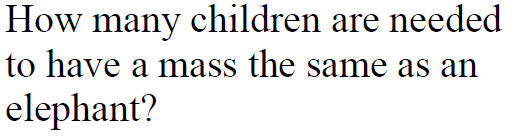 How many children are needed
to have a mass the same as an
elephant?